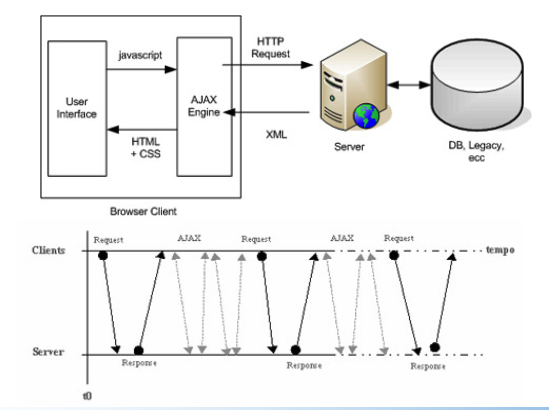 javascript
HTTP
Request
User
Interface
AJAX
Engine
HTML
+ CSS
XML
Server
DB, Legacy,
ecc
Browser Client
Request
AJAX
Request
AJAX
Request
Clients
tempo
Server
Response
Response
Response
t0